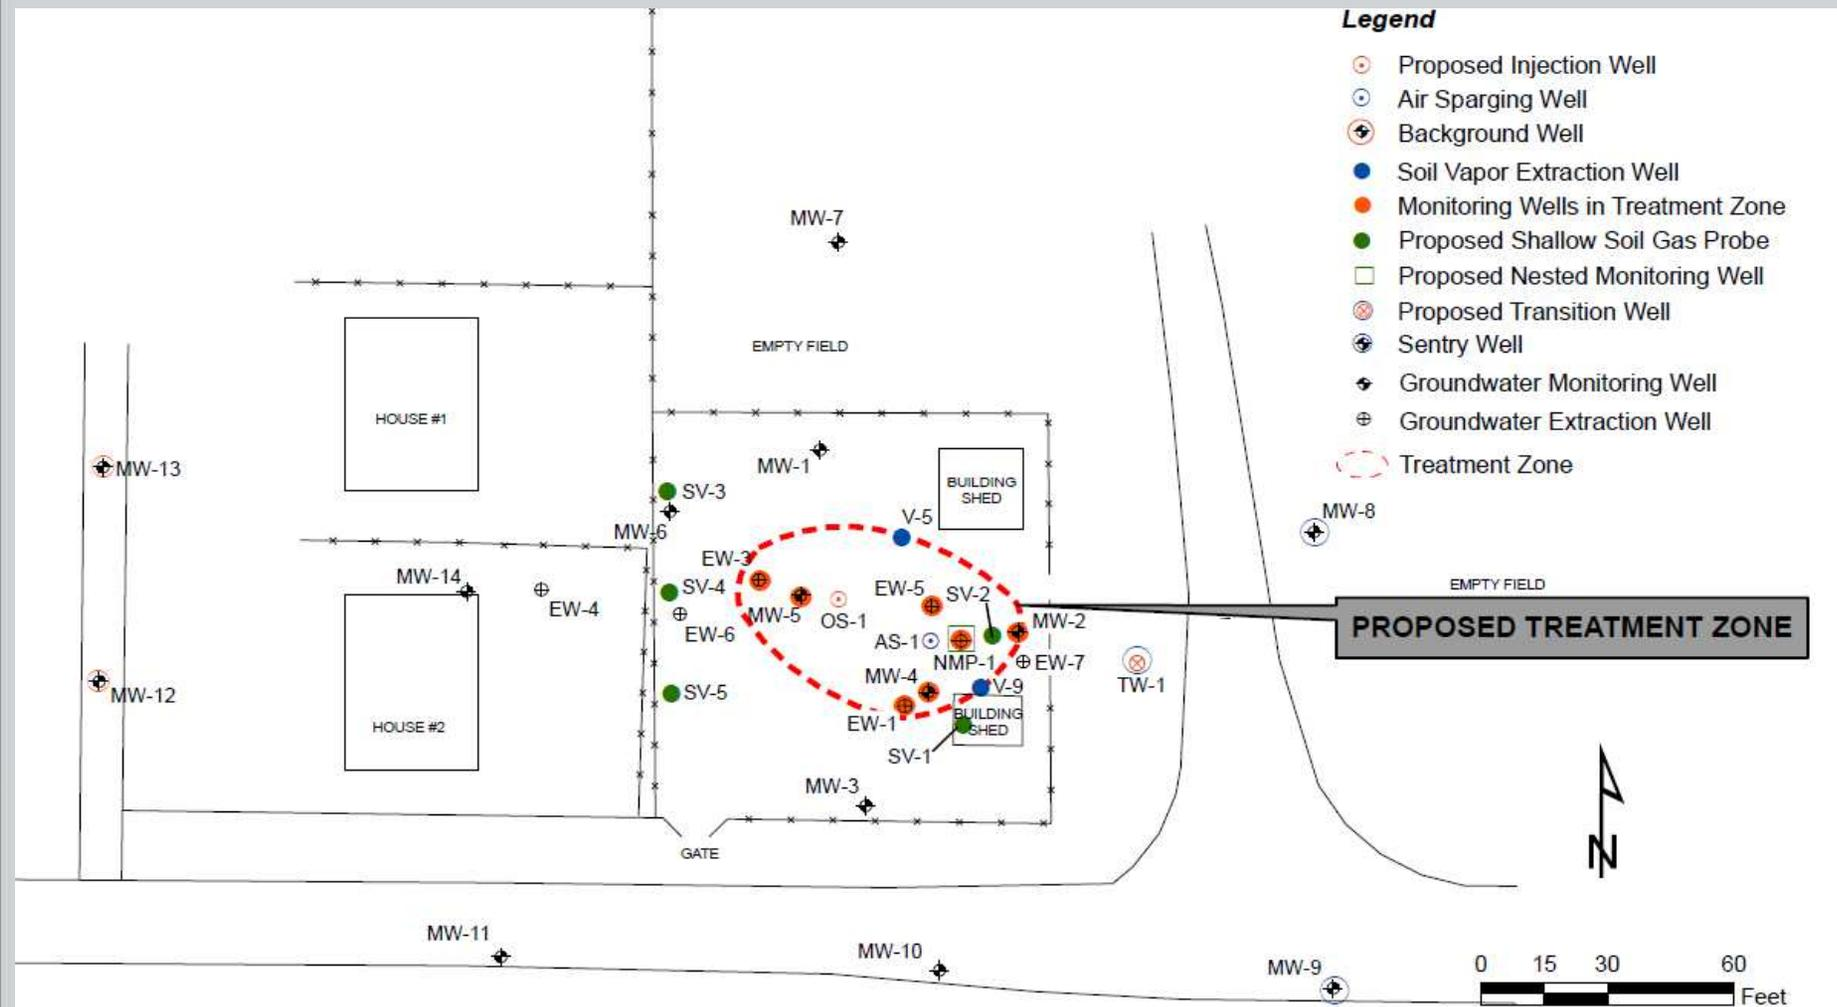 Legend
Proposed Injection Well
Air Sparging Well
Background Well
Soil Vapor Extraction Well
Monitoring Wells in Treatment Zone
Proposed Shallow Soil Gas Probe
Proposed Nested Monitoring Well
Proposed Transition Well
Sentry Well
Groundwater Monitoring Well
Groundwater Extraction Well
Treatment Zone
MW-7
EMPTY FIELD
HOUSE #1
MW-13
MW-1
BUILDING
SHED
SV-3
MW-6
V-5
MW-8
EW-3
MW-14
EW-4
SV-4
EW-6
MW-5
OS-1
EW-5
SV-2
MW-2
EMPTY FIELD
PROPOSED TREATMENT ZONE
AS-1
NMP-1
EW-7
MW-4
V-9
TW-1
MW-12
SV-5
HOUSE #2
EW-1
BUILDING
SHED
SV-1
MW-3
GATE
N
MW-11
MW-10
MW-9
0 15 30 60
Feet